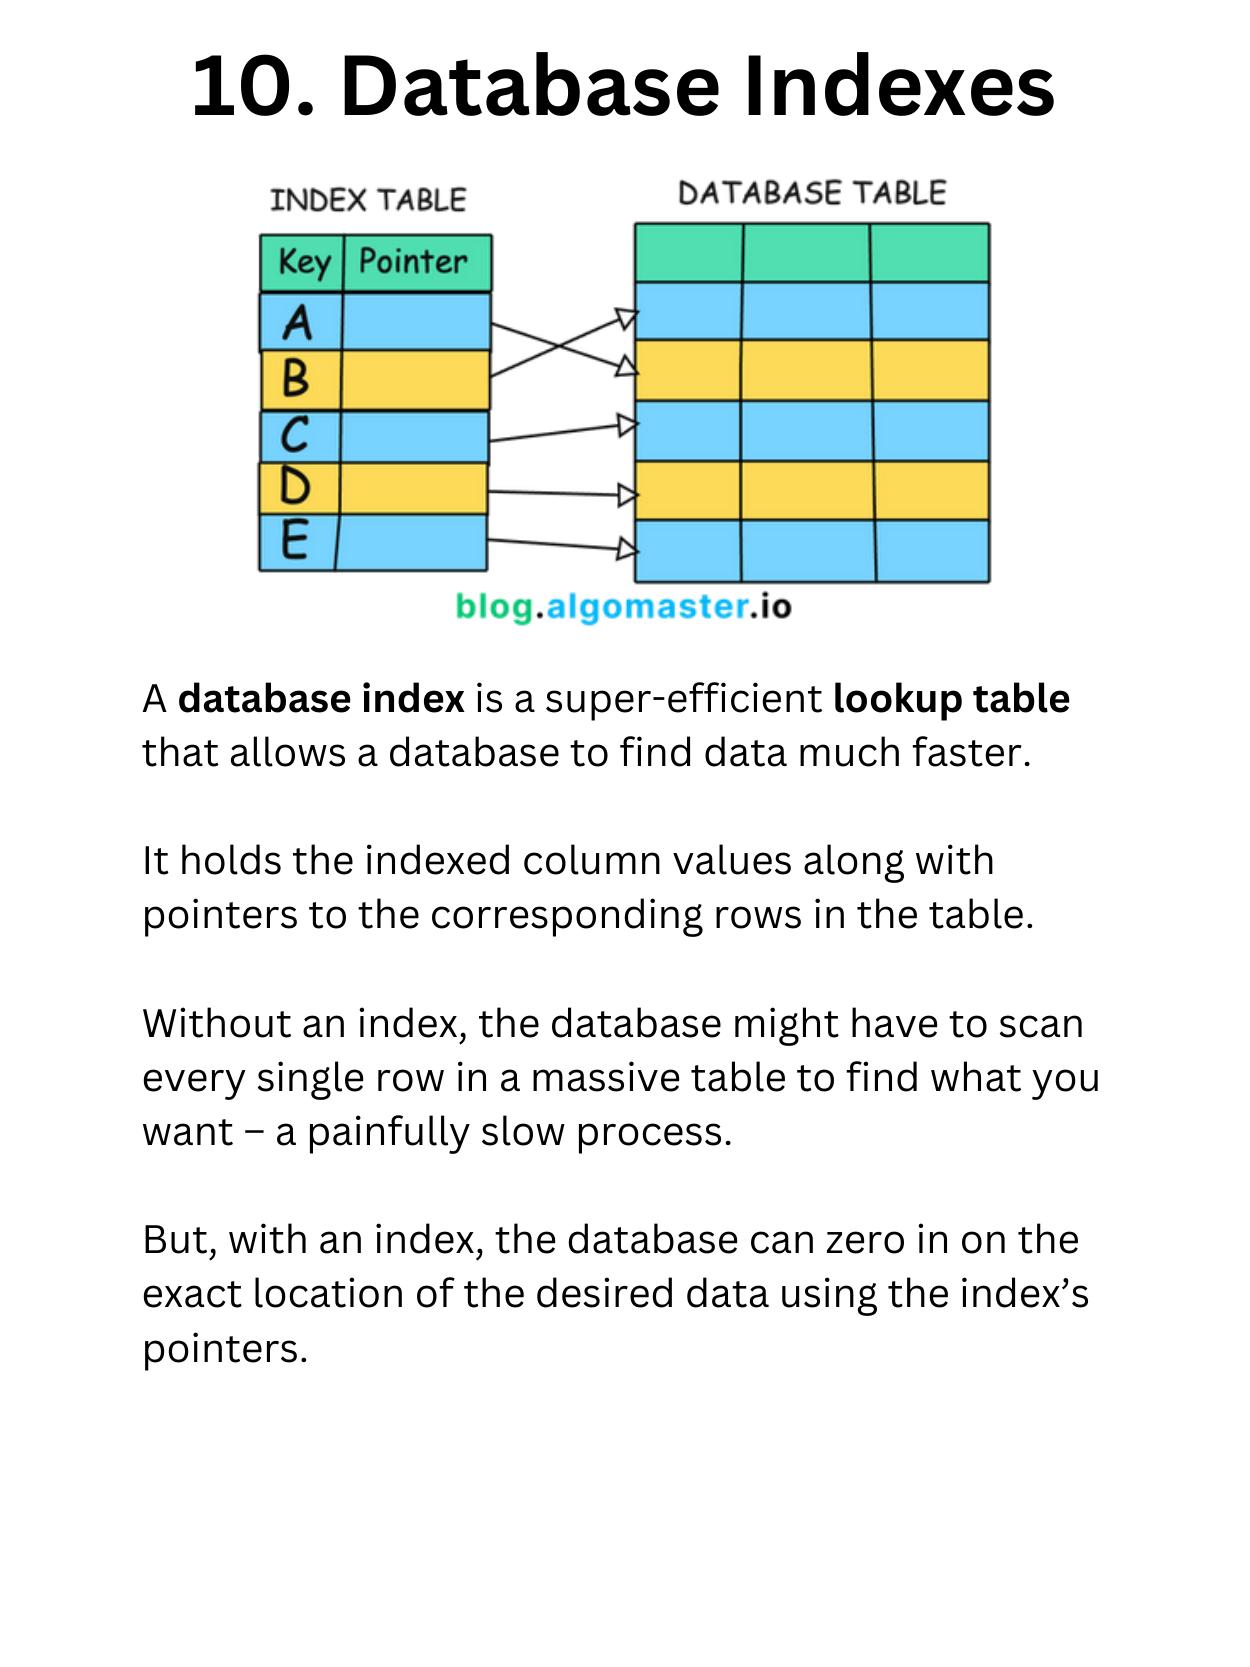 10. Database Indexes
INDEX TABLE
DATABASE TABLE
Key Pointer
A
B
C
D
E
blog.algomaster.io
A database index is a super-efficient lookup table
that allows a database to find data much faster.
It holds the indexed column values along with
pointers to the corresponding rows in the table.
Without an index, the database might have to scan
every single row in a massive table to find what you
want – a painfully slow process.
But, with an index, the database can zero in on the
exact location of the desired data using the index’s
pointers.